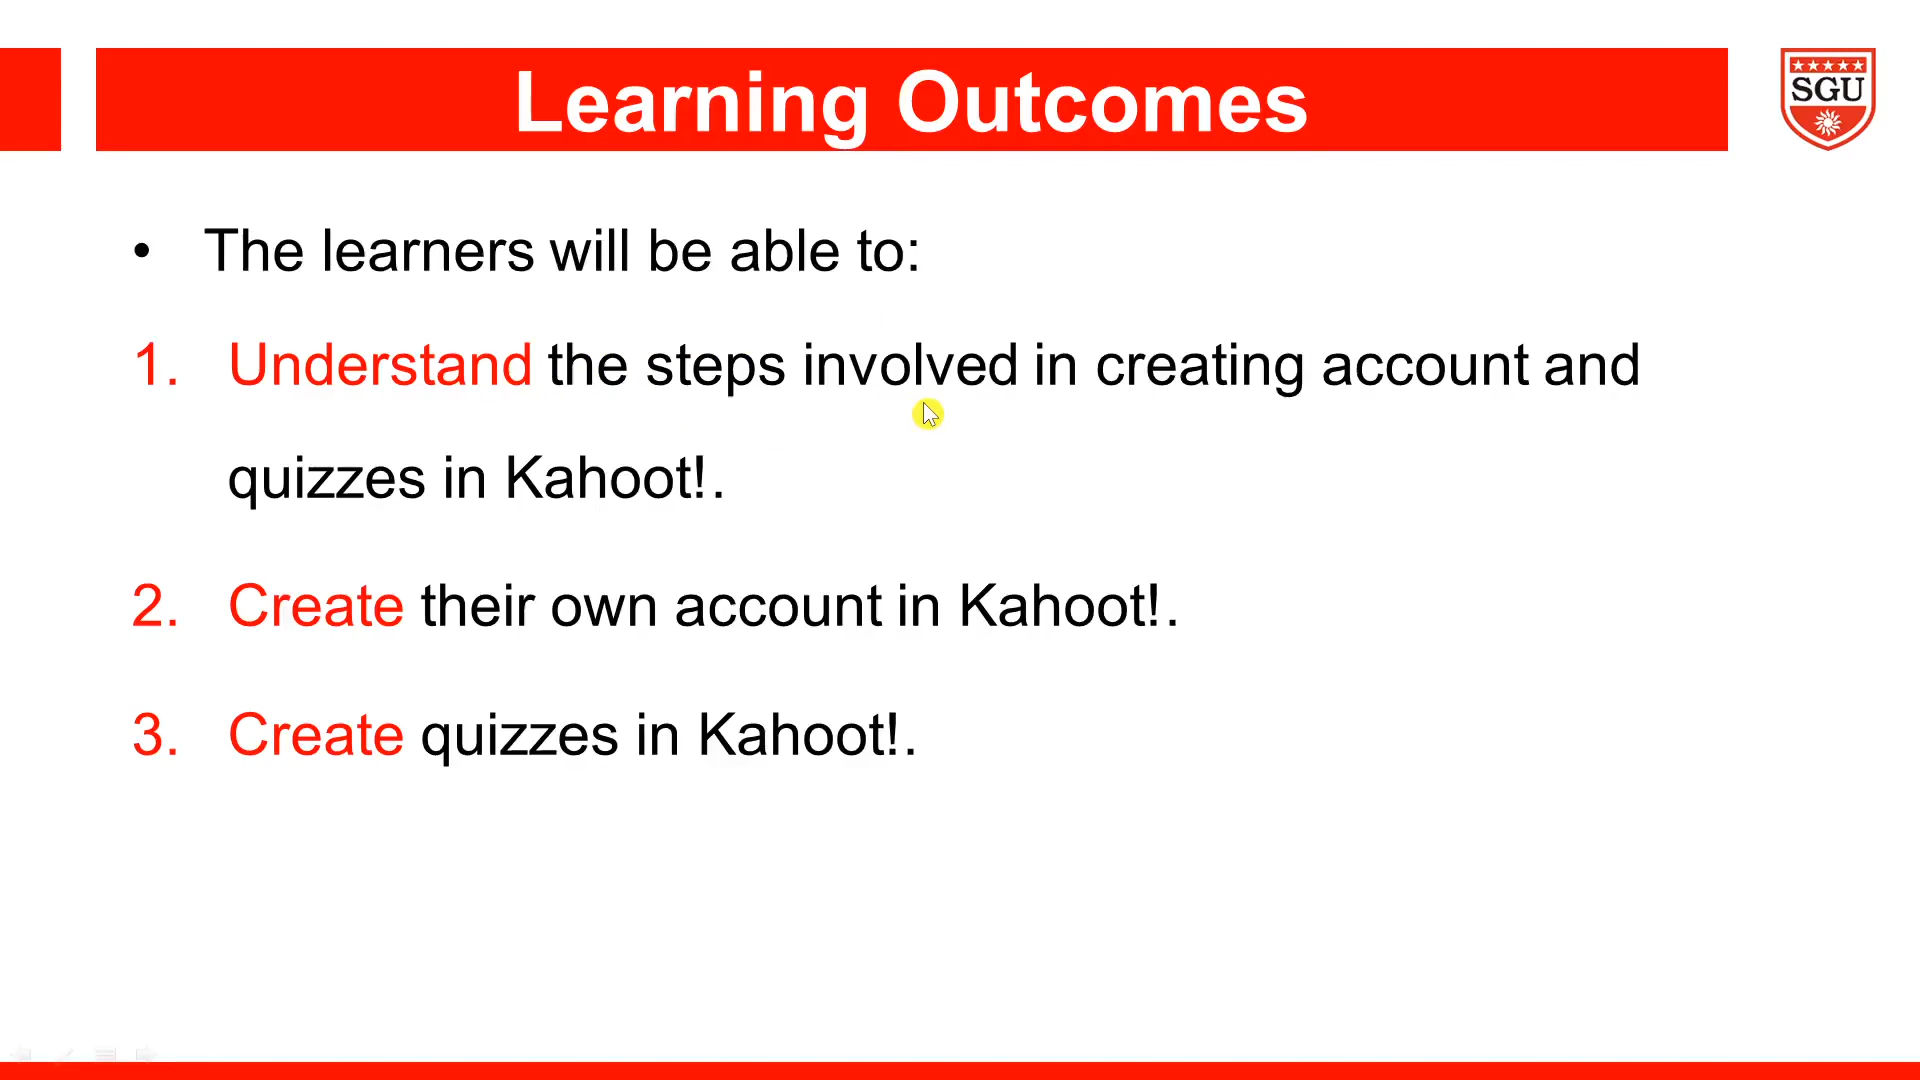 Learning Outcomes
SGU
• The learners will be able to:
1. Understand the steps involved in creating account and
quizzes in Kahoot!.
2. Create their own account in Kahoot!.
3. Create quizzes in Kahoot!.